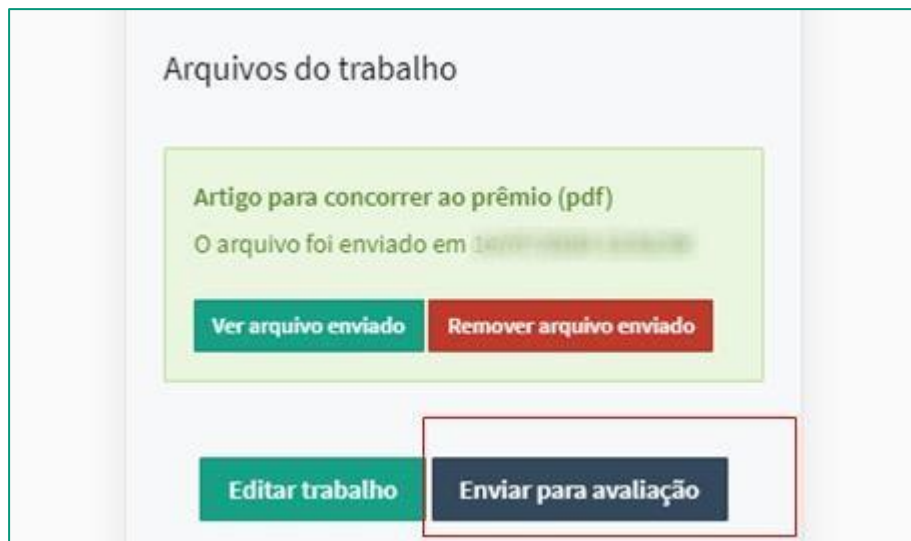 Arquivos do trabalho
Artigo para concorrer ao prêmio (pdf)
O arquivo foi enviado em
Ver arquivo enviado Remover arquivo enviado
Editar trabalho Enviar para avaliação